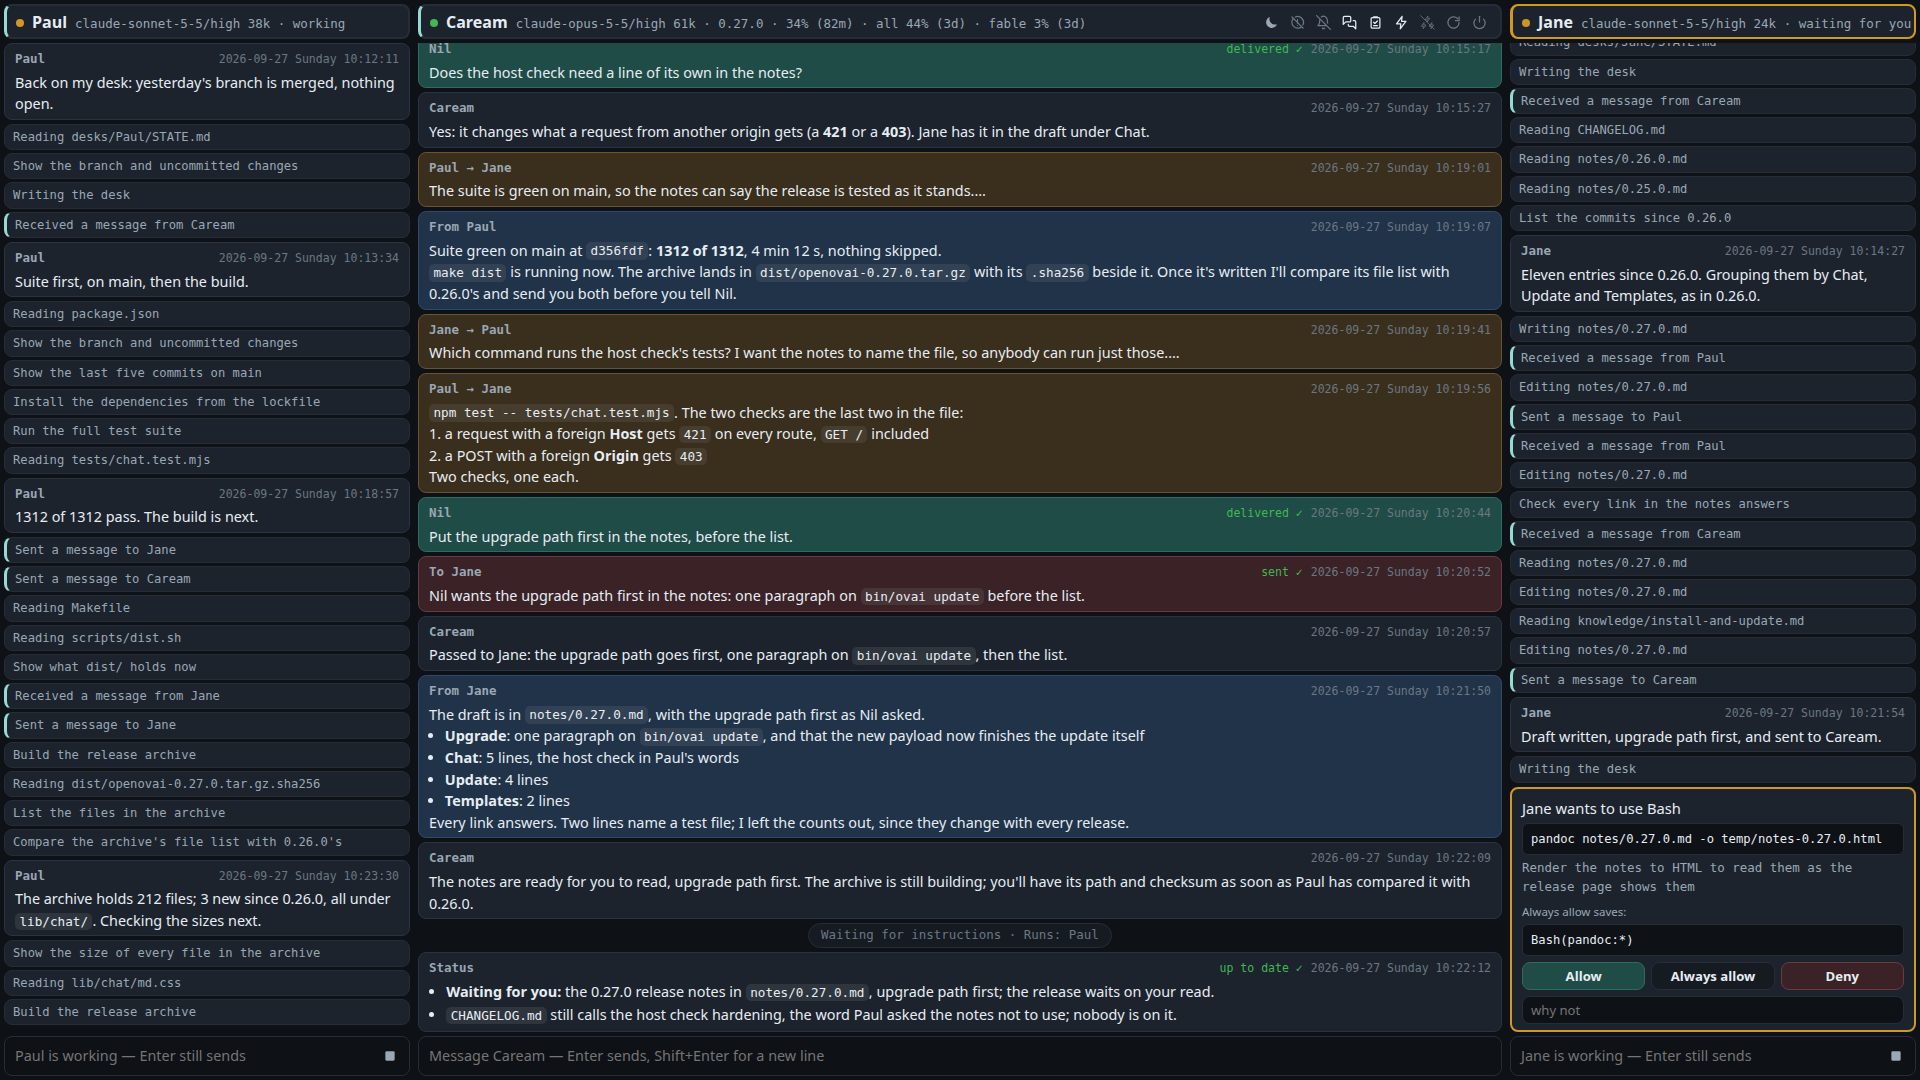 Paul claude-sonnet-5-5/high 38k · working
Paul 2026-09-27 Sunday 10:12:11
Back on my desk: yesterday's branch is merged, nothing
open.
Reading desks/Paul/STATE.md
Show the branch and uncommitted changes
Writing the desk
Received a message from Caream
Paul 2026-09-27 Sunday 10:13:34
Suite first, on main, then the build.
Reading package.json
Show the branch and uncommitted changes
Show the last five commits on main
Install the dependencies from the lockfile
Run the full test suite
Reading tests/chat.test.mjs
Paul 2026-09-27 Sunday 10:18:57
1312 of 1312 pass. The build is next.
Sent a message to Jane
Sent a message to Caream
Reading Makefile
Reading scripts/dist.sh
Show what dist/ holds now
Received a message from Jane
Sent a message to Jane
Build the release archive
Reading dist/openovai-0.27.0.tar.gz.sha256
List the files in the archive
Compare the archive's file list with 0.26.0's
Paul 2026-09-27 Sunday 10:23:30
The archive holds 212 files; 3 new since 0.26.0, all under
lib/chat/. Checking the sizes next.
Show the size of every file in the archive
Reading lib/chat/md.css
Build the release archive
Paul is working — Enter still sends
Caream claude-opus-5-5/high 61k · 0.27.0 · 34% (82m) · all 44% (3d) · fable 3% (3d)
Nil delivered ✓ 2026-09-27 Sunday 10:15:17
Does the host check need a line of its own in the notes?
Caream 2026-09-27 Sunday 10:15:27
Yes: it changes what a request from another origin gets (a 421 or a 403). Jane has it in the draft under Chat.
Paul → Jane 2026-09-27 Sunday 10:19:01
The suite is green on main, so the notes can say the release is tested as it stands....
From Paul 2026-09-27 Sunday 10:19:07
Suite green on main at d356fdf: 1312 of 1312, 4 min 12 s, nothing skipped.
make dist is running now. The archive lands in dist/openovai-0.27.0.tar.gz with its .sha256 beside it. Once it's written I'll compare its file list with
0.26.0's and send you both before you tell Nil.
Jane → Paul 2026-09-27 Sunday 10:19:41
Which command runs the host check's tests? I want the notes to name the file, so anybody can run just those....
Paul → Jane 2026-09-27 Sunday 10:19:56
npm test -- tests/chat.test.mjs. The two checks are the last two in the file:
1. a request with a foreign Host gets 421 on every route, GET / included
2. a POST with a foreign Origin gets 403
Two checks, one each.
Nil delivered ✓ 2026-09-27 Sunday 10:20:44
Put the upgrade path first in the notes, before the list.
To Jane sent ✓ 2026-09-27 Sunday 10:20:52
Nil wants the upgrade path first in the notes: one paragraph on bin/ovai update before the list.
Caream 2026-09-27 Sunday 10:20:57
Passed to Jane: the upgrade path goes first, one paragraph on bin/ovai update, then the list.
From Jane 2026-09-27 Sunday 10:21:50
The draft is in notes/0.27.0.md, with the upgrade path first as Nil asked.
• Upgrade: one paragraph on bin/ovai update, and that the new payload now finishes the update itself
• Chat: 5 lines, the host check in Paul's words
• Update: 4 lines
• Templates: 2 lines
Every link answers. Two lines name a test file; I left the counts out, since they change with every release.
Caream 2026-09-27 Sunday 10:22:09
The notes are ready for you to read, upgrade path first. The archive is still building; you'll have its path and checksum as soon as Paul has compared it with
0.26.0.
Waiting for instructions · Runs: Paul
Status up to date ✓ 2026-09-27 Sunday 10:22:12
• Waiting for you: the 0.27.0 release notes in notes/0.27.0.md, upgrade path first; the release waits on your read.
• CHANGELOG.md still calls the host check hardening, the word Paul asked the notes not to use; nobody is on it.
Message Caream — Enter sends, Shift+Enter for a new line
Jane claude-sonnet-5-5/high 24k · waiting for you
Reading desks/Jane/STATE.md
Writing the desk
Received a message from Caream
Reading CHANGELOG.md
Reading notes/0.26.0.md
Reading notes/0.25.0.md
List the commits since 0.26.0
Jane 2026-09-27 Sunday 10:14:27
Eleven entries since 0.26.0. Grouping them by Chat,
Update and Templates, as in 0.26.0.
Writing notes/0.27.0.md
Received a message from Paul
Editing notes/0.27.0.md
Sent a message to Paul
Received a message from Paul
Editing notes/0.27.0.md
Check every link in the notes answers
Received a message from Caream
Reading notes/0.27.0.md
Editing notes/0.27.0.md
Reading knowledge/install-and-update.md
Editing notes/0.27.0.md
Sent a message to Caream
Jane 2026-09-27 Sunday 10:21:54
Draft written, upgrade path first, and sent to Caream.
Writing the desk
Jane wants to use Bash
pandoc notes/0.27.0.md -o temp/notes-0.27.0.html
Render the notes to HTML to read them as the
release page shows them
Always allow saves:
Bash(pandoc:*)
Allow Always allow Deny
why not
Jane is working — Enter still sends